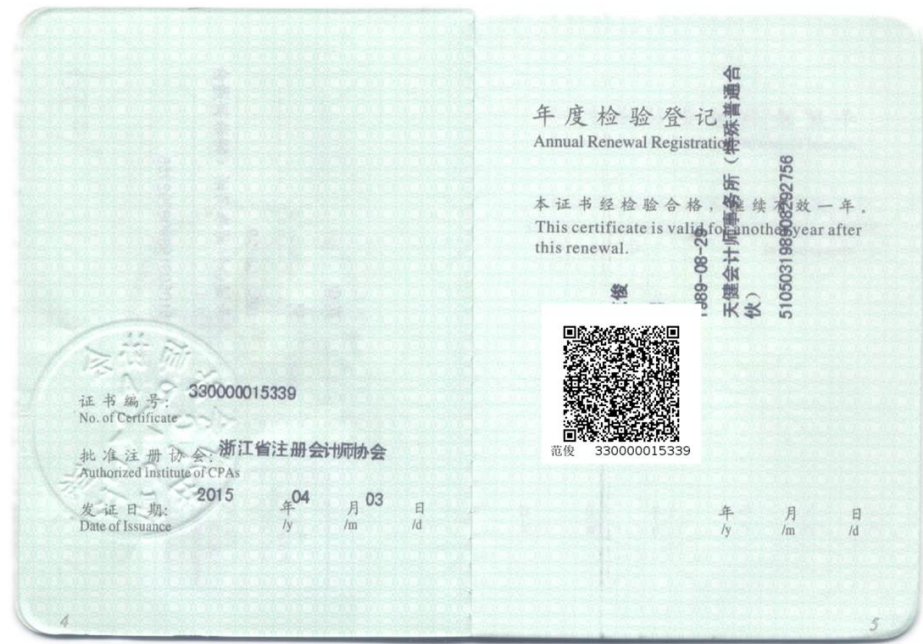 证书编号: 330000015339
No. of Certificate
批准注册协会: 浙江省注册会计师协会
Authorized institute of CPAs
发证日期: 2015 年 04 月 03 日
Date of Issuance /y /m /d
4
年度检验登记
Annual Renewal Registration
本证书经检验合格，继续有效一年。
This certificate is valid for another year after
this renewal.
俊
89-08-29
天健会计师事务所（特殊普通合
伙）
范俊 330000015339
年 月 日
/y /m /d
5